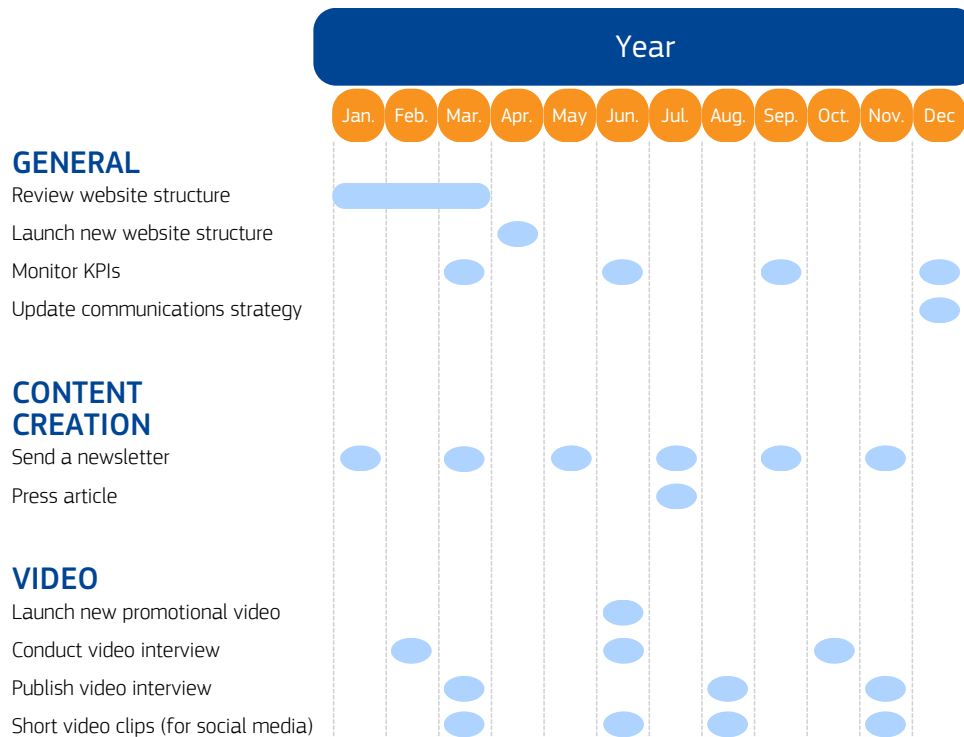 Year
Jan. Feb. Mar. Apr. May Jun. Jul. Aug. Sep. Oct. Nov. Dec
GENERAL
Review website structure
Launch new website structure
Monitor KPIs
Update communications strategy
CONTENT
CREATION
Send a newsletter
Press article
VIDEO
Launch new promotional video
Conduct video interview
Publish video interview
Short video clips (for social media)